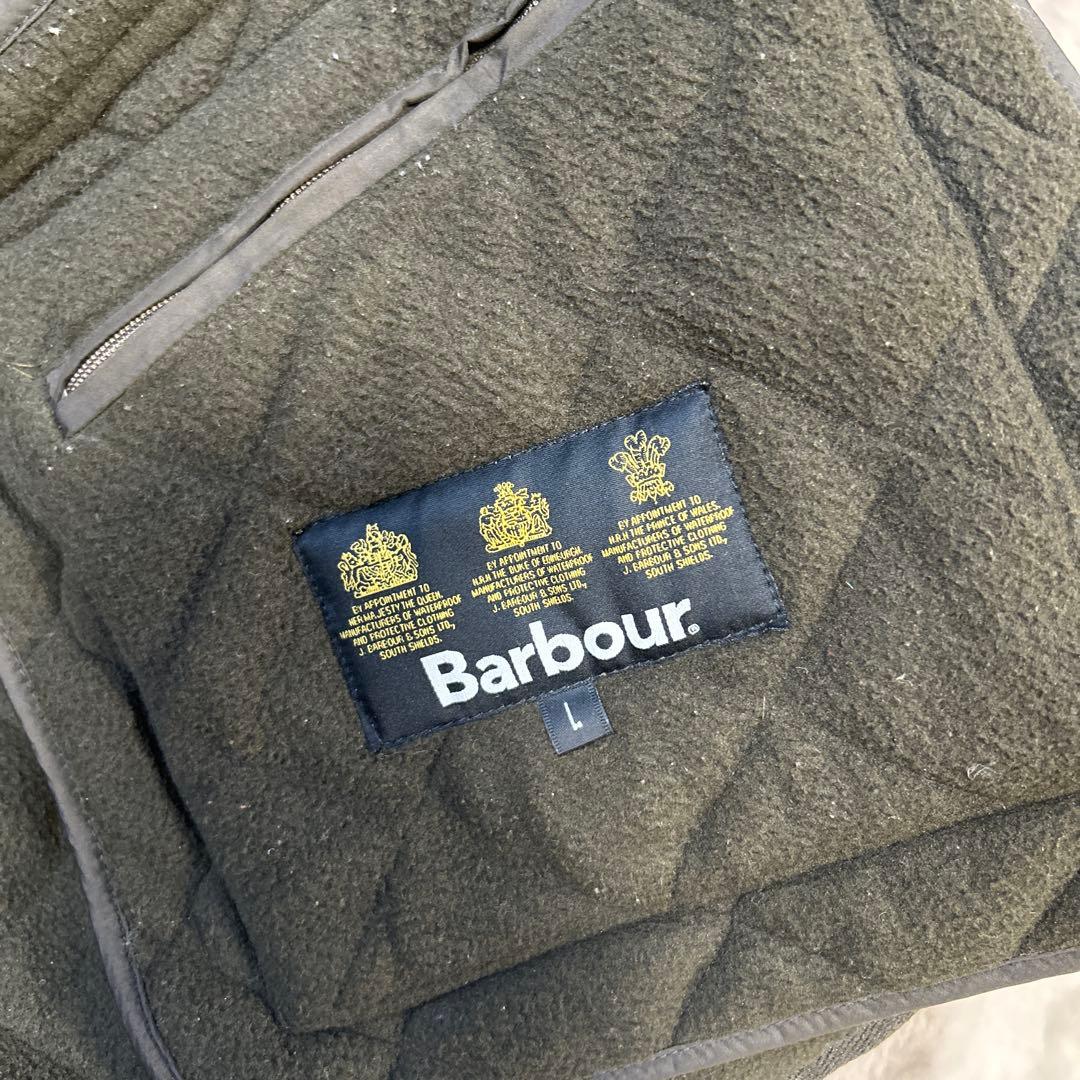 BY APPOINTMENT TO
HER MAJESTY THE QUEEN.
MANUFACTURERS OF WATERPROOF
AND PROTECTIVE CLOTHING
J. BARBOUR & SONS LTD.,
SOUTH SHIELDS.
BY APPOINTMENT TO
H.R.H. THE DUKE OF EDINBURGH.
MANUFACTURERS OF WATERPROOF
AND PROTECTIVE CLOTHING
J. BARBOUR & SONS LTD.,
SOUTH SHIELDS.
BY APPOINTMENT TO
H.R.H. THE PRINCE OF WALES.
MANUFACTURERS OF WATERPROOF
AND PROTECTIVE CLOTHING
J. BARBOUR & SONS LTD.,
SOUTH SHIELDS.
Barbour®
L